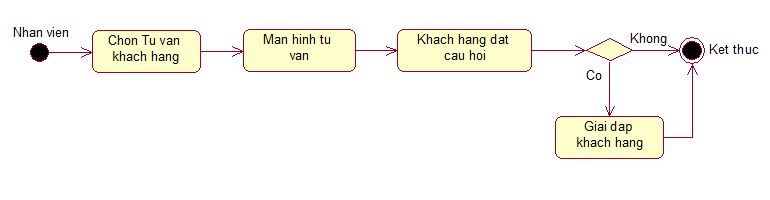 Nhan vien
Chon Tu van
khach hang
Man hinh tu
van
Khach hang dat
cau hoi
Khong
Ket thuc
Co
Giai dap
khach hang